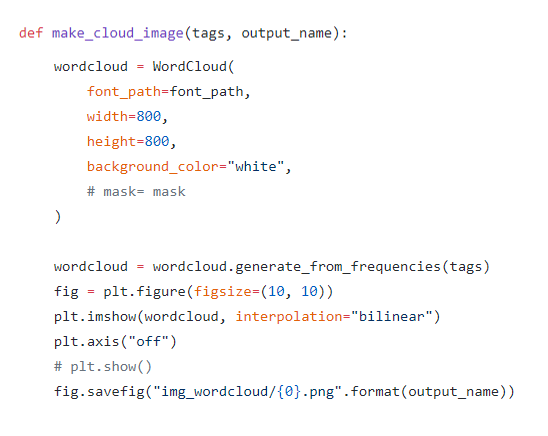 def make_cloud_image(tags, output_name):
    wordcloud = WordCloud(
        font_path=font_path,
        width=800,
        height=800,
        background_color="white",
        # mask= mask
    )
    wordcloud = wordcloud.generate_from_frequencies(tags)
    fig = plt.figure(figsize=(10, 10))
    plt.imshow(wordcloud, interpolation="bilinear")
    plt.axis("off")
    # plt.show()
    fig.savefig("img_wordcloud/{0}.png".format(output_name))